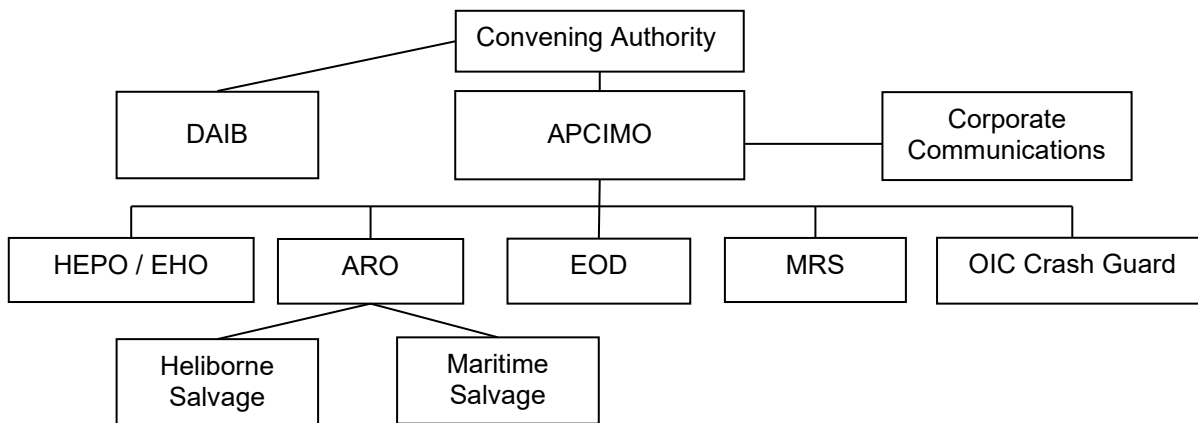 Convening Authority
DAIB
APCIMO
Corporate
Communications
HEPO / EHO
ARO
EOD
MRS
OIC Crash Guard
Heliborne
Salvage
Maritime
Salvage